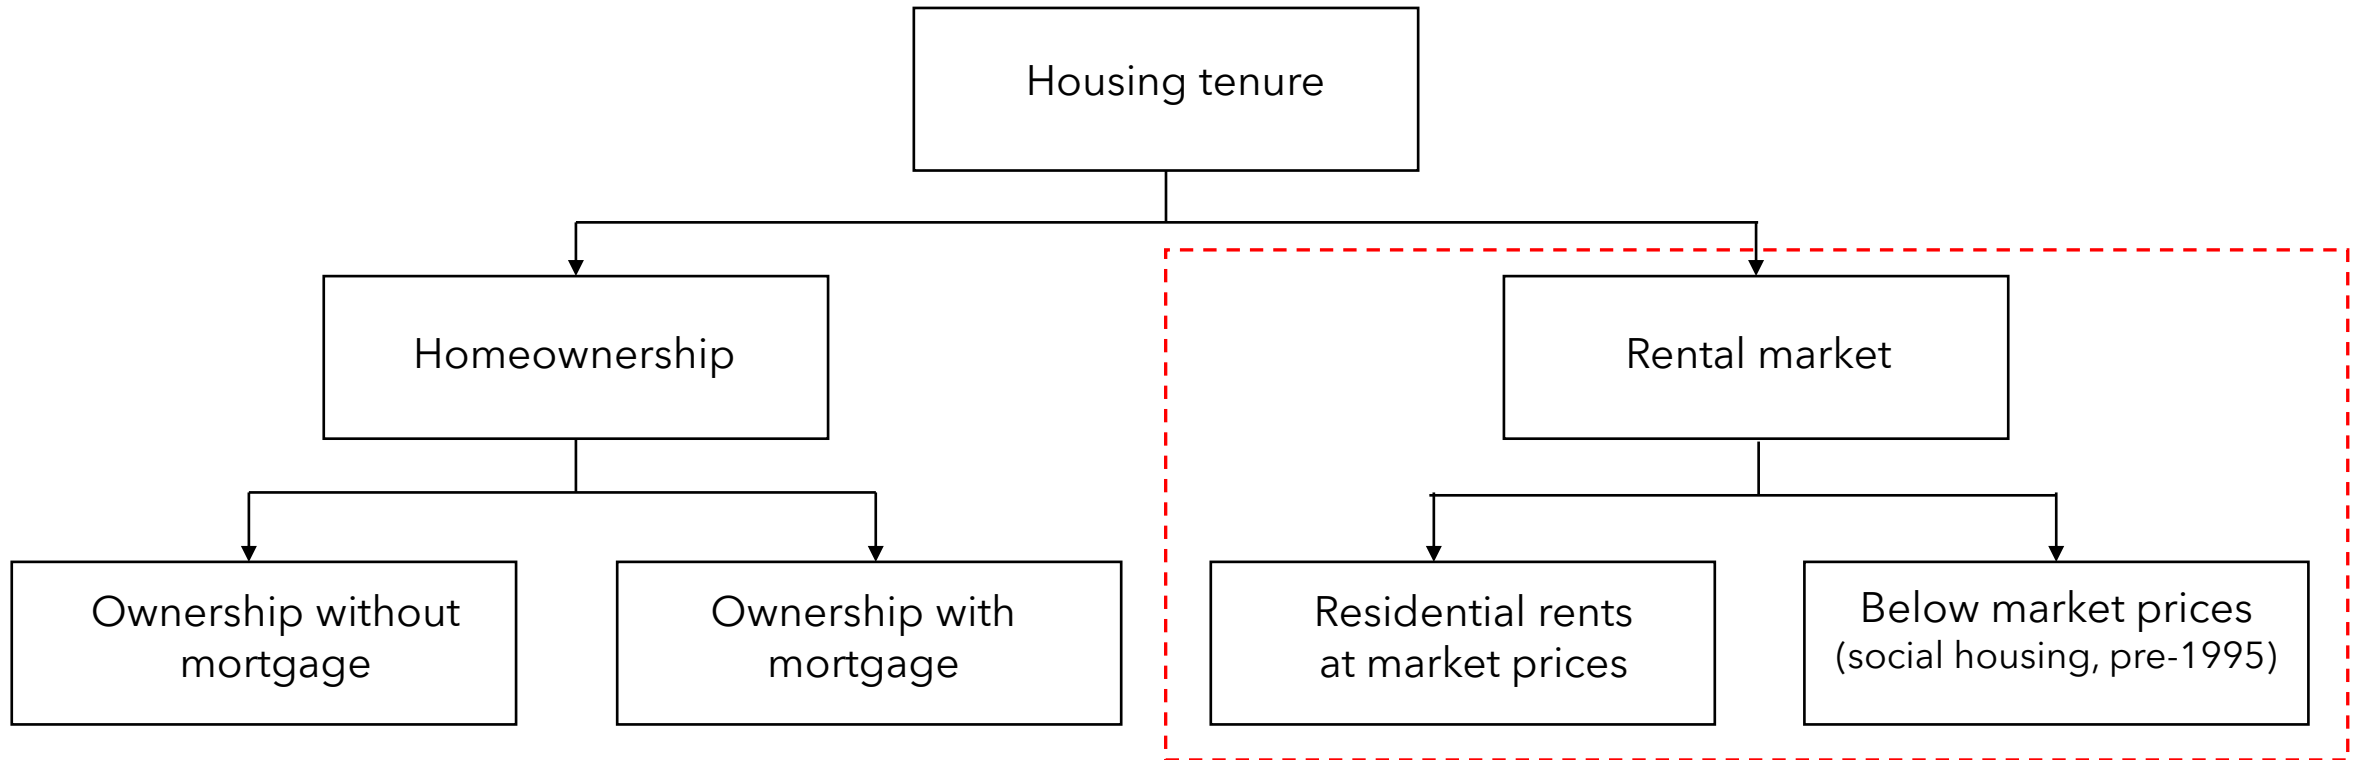 Housing tenure
Homeownership
Rental market
Ownership without
mortgage
Ownership with
mortgage
Residential rents
at market prices
Below market prices
(social housing, pre-1995)